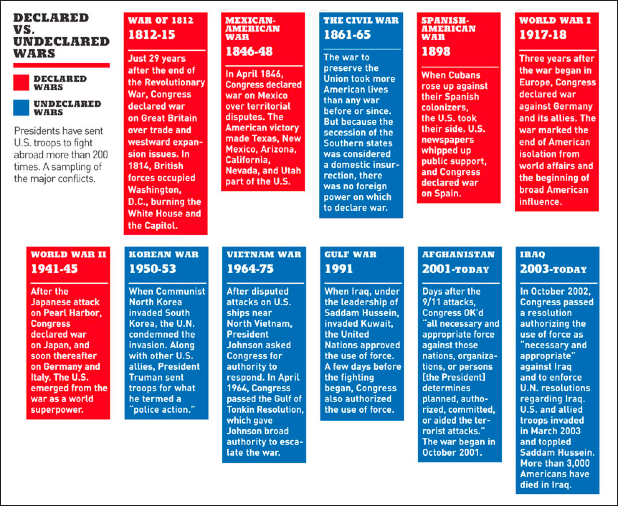 DECLARED
VS.
UNDECLARED
WARS
DECLARED
WARS
UNDECLARED
WARS
Presidents have sent
U.S. troops to fight
abroad more than 200
times. A sampling of
the major conflicts.
WAR OF 1812
1812-15
Just 29 years
after the end of
the Revolutionary
War, Congress
declared war
on Great Britain
over trade and
westward expan-
sion issues. In
1814, British
forces occupied
Washington,
D.C., burning the
White House and
the Capitol.
MEXICAN-
AMERICAN
WAR
1846-48
In April 1846,
Congress declared
war on Mexico
over territorial
disputes. The
American victory
made Texas, New
Mexico, Arizona,
California,
Nevada, and Utah
part of the U.S.
THE CIVIL WAR
1861-65
The war to
preserve the
Union took more
American lives
than any war
before or since.
But because the
secession of the
Southern states
was considered
a domestic insur-
rection, there
was no foreign
power on which
to declare war.
SPANISH-
AMERICAN
WAR
1898
When Cubans
rose up against
their Spanish
colonizers,
the U.S. took
their side. U.S.
newspapers
whipped up
public support,
and Congress
declared war
on Spain.
WORLD WAR I
1917-18
Three years after
the war began in
Europe, Congress
declared war
against Germany
and its allies. The
war marked the
end of American
isolation from
world affairs and
the beginning of
broad American
influence.
WORLD WAR II
1941-45
After the
Japanese attack
on Pearl Harbor,
Congress
declared war
on Japan, and
soon thereafter
on Germany and
Italy. The U.S.
emerged from the
war as a world
superpower.
KOREAN WAR
1950-53
When Communist
North Korea
invaded South
Korea, the U.N.
condemned the
invasion. Along
with other U.S.
allies, President
Truman sent
troops for what
he termed a
"police action."
VIETNAM WAR
1964-75
After disputed
attacks on U.S.
ships near
North Vietnam,
President
Johnson asked
Congress for
authority to
respond. In April
1964, Congress
passed the Gulf of
Tonkin Resolution,
which gave
Johnson broad
authority to esca-
late the war.
GULF WAR
1991
When Iraq, under
the leadership of
Saddam Hussein,
invaded Kuwait,
the United
Nations approved
the use of force.
A few days before
the fighting
began, Congress
also authorized
the use of force.
AFGHANISTAN
2001-TODAY
Days after the
9/11 attacks,
Congress OK'd
"all necessary and
appropriate force
against those
nations, organiza-
tions, or persons
[the President]
determines
planned, autho-
rized, committed,
or aided the ter-
rorist attacks."
The war began in
October 2001.
IRAQ
2003-TODAY
In October 2002,
Congress passed
a resolution
authorizing the
use of force as
"necessary and
appropriate"
against Iraq
and to enforce
U.N. resolutions
regarding Iraq.
U.S. and allied
troops invaded
in March 2003
and toppled
Saddam Hussein.
More than 3,000
Americans have
died in Iraq.